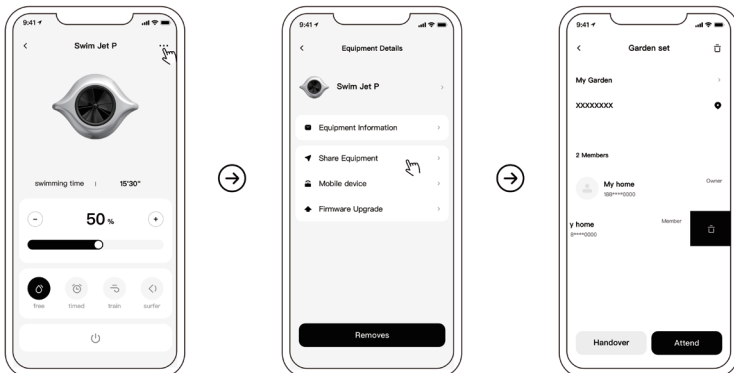 9:41
Swim Jet P
swimming time | 15'30"
50 %
free timed train surfer
9:41
Equipment Details
Swim Jet P
Equipment Information
Share Equipment
Mobile device
Firmware Upgrade
Removes
9:41
Garden set
My Garden
XXXXXXXX
2 Members
My home Owner
188****0000
y home Member
8****0000
Handover Attend